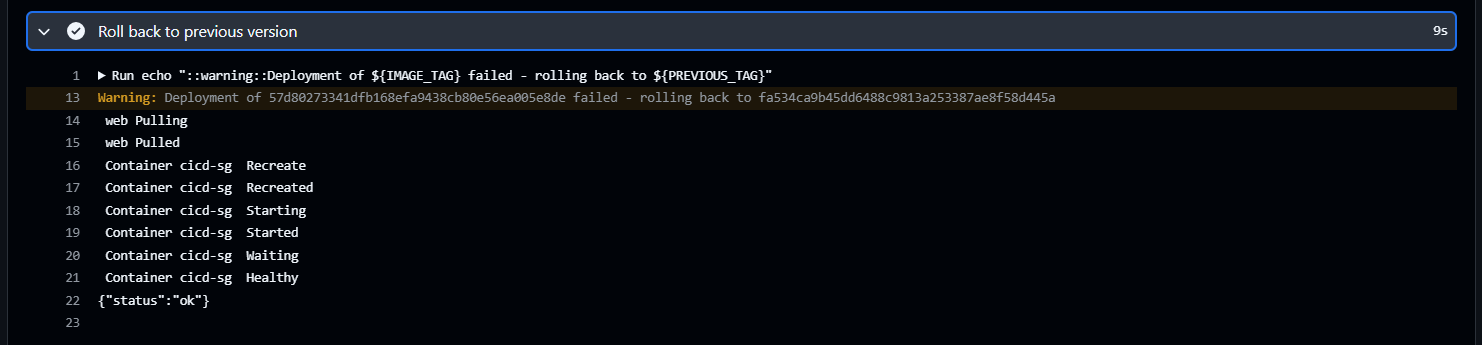 Roll back to previous version 9s
1 ▶ Run echo "::warning::Deployment of ${IMAGE_TAG} failed - rolling back to ${PREVIOUS_TAG}"
13 Warning: Deployment of 57d80273341dfb168efa9438cb80e56ea005e8de failed - rolling back to fa534ca9b45dd6488c9813a253387ae8f58d445a
14 web Pulling
15 web Pulled
16 Container cicd-sg  Recreate
17 Container cicd-sg  Recreated
18 Container cicd-sg  Starting
19 Container cicd-sg  Started
20 Container cicd-sg  Waiting
21 Container cicd-sg  Healthy
22 {"status":"ok"}
23